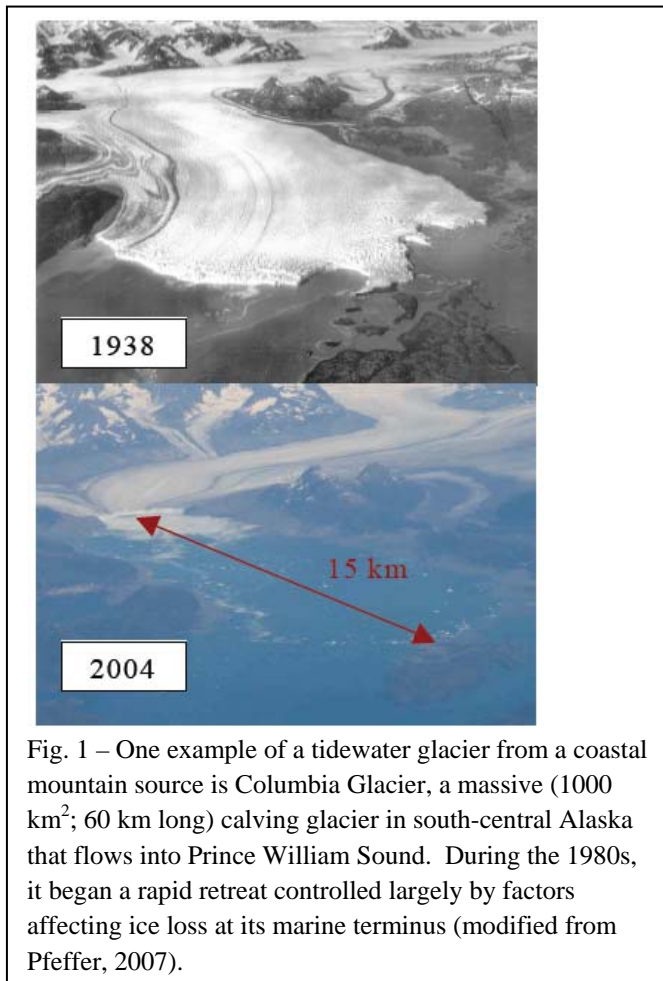 1938
15 km
2004
Fig. 1 – One example of a tidewater glacier from a coastal
mountain source is Columbia Glacier, a massive (1000
km²; 60 km long) calving glacier in south-central Alaska
that flows into Prince William Sound.  During the 1980s,
it began a rapid retreat controlled largely by factors
affecting ice loss at its marine terminus (modified from
Pfeffer, 2007).